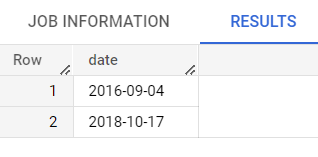 JOB INFORMATION RESULTS
Row date
1 2016-09-04
2 2018-10-17